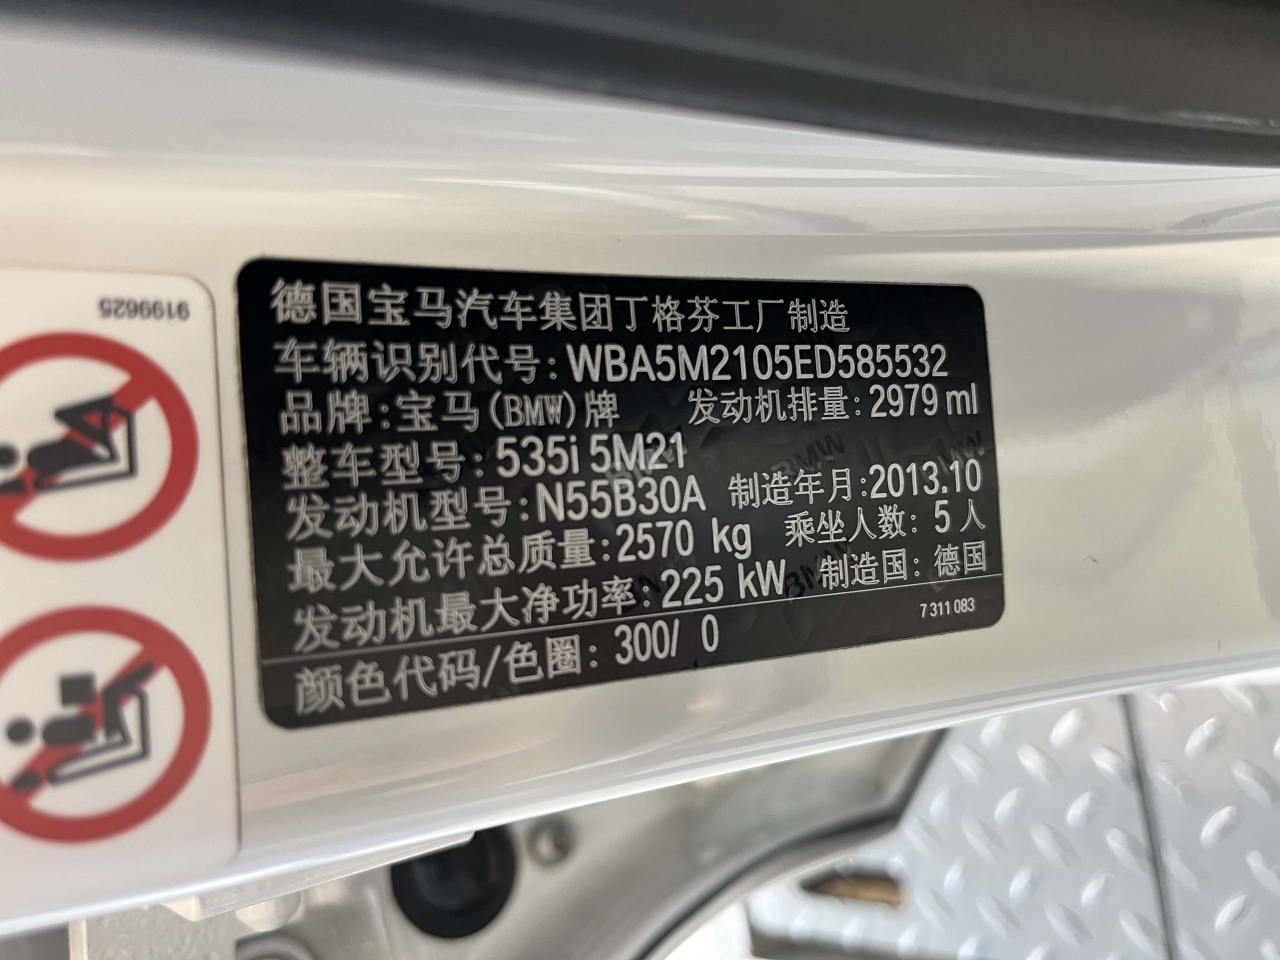 9199625
德国宝马汽车集团丁格芬工厂制造
车辆识别代号:WBA5M2105ED585532
品牌:宝马(BMW)牌 发动机排量:2979 ml
整车型号:535i 5M21
发动机型号:N55B30A 制造年月:2013.10
最大允许总质量:2570 kg 乘坐人数: 5 人
发动机最大净功率:225 kW 制造国: 德国
7 311 083
颜色代码/色圈: 300/ 0